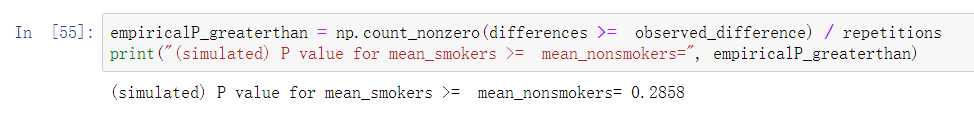 In [55]: empiricalP_greaterthan = np.count_nonzero(differences >=  observed_difference) / repetitions
print("(simulated) P value for mean_smokers >=  mean_nonsmokers=", empiricalP_greaterthan)
(simulated) P value for mean_smokers >=  mean_nonsmokers= 0.2858